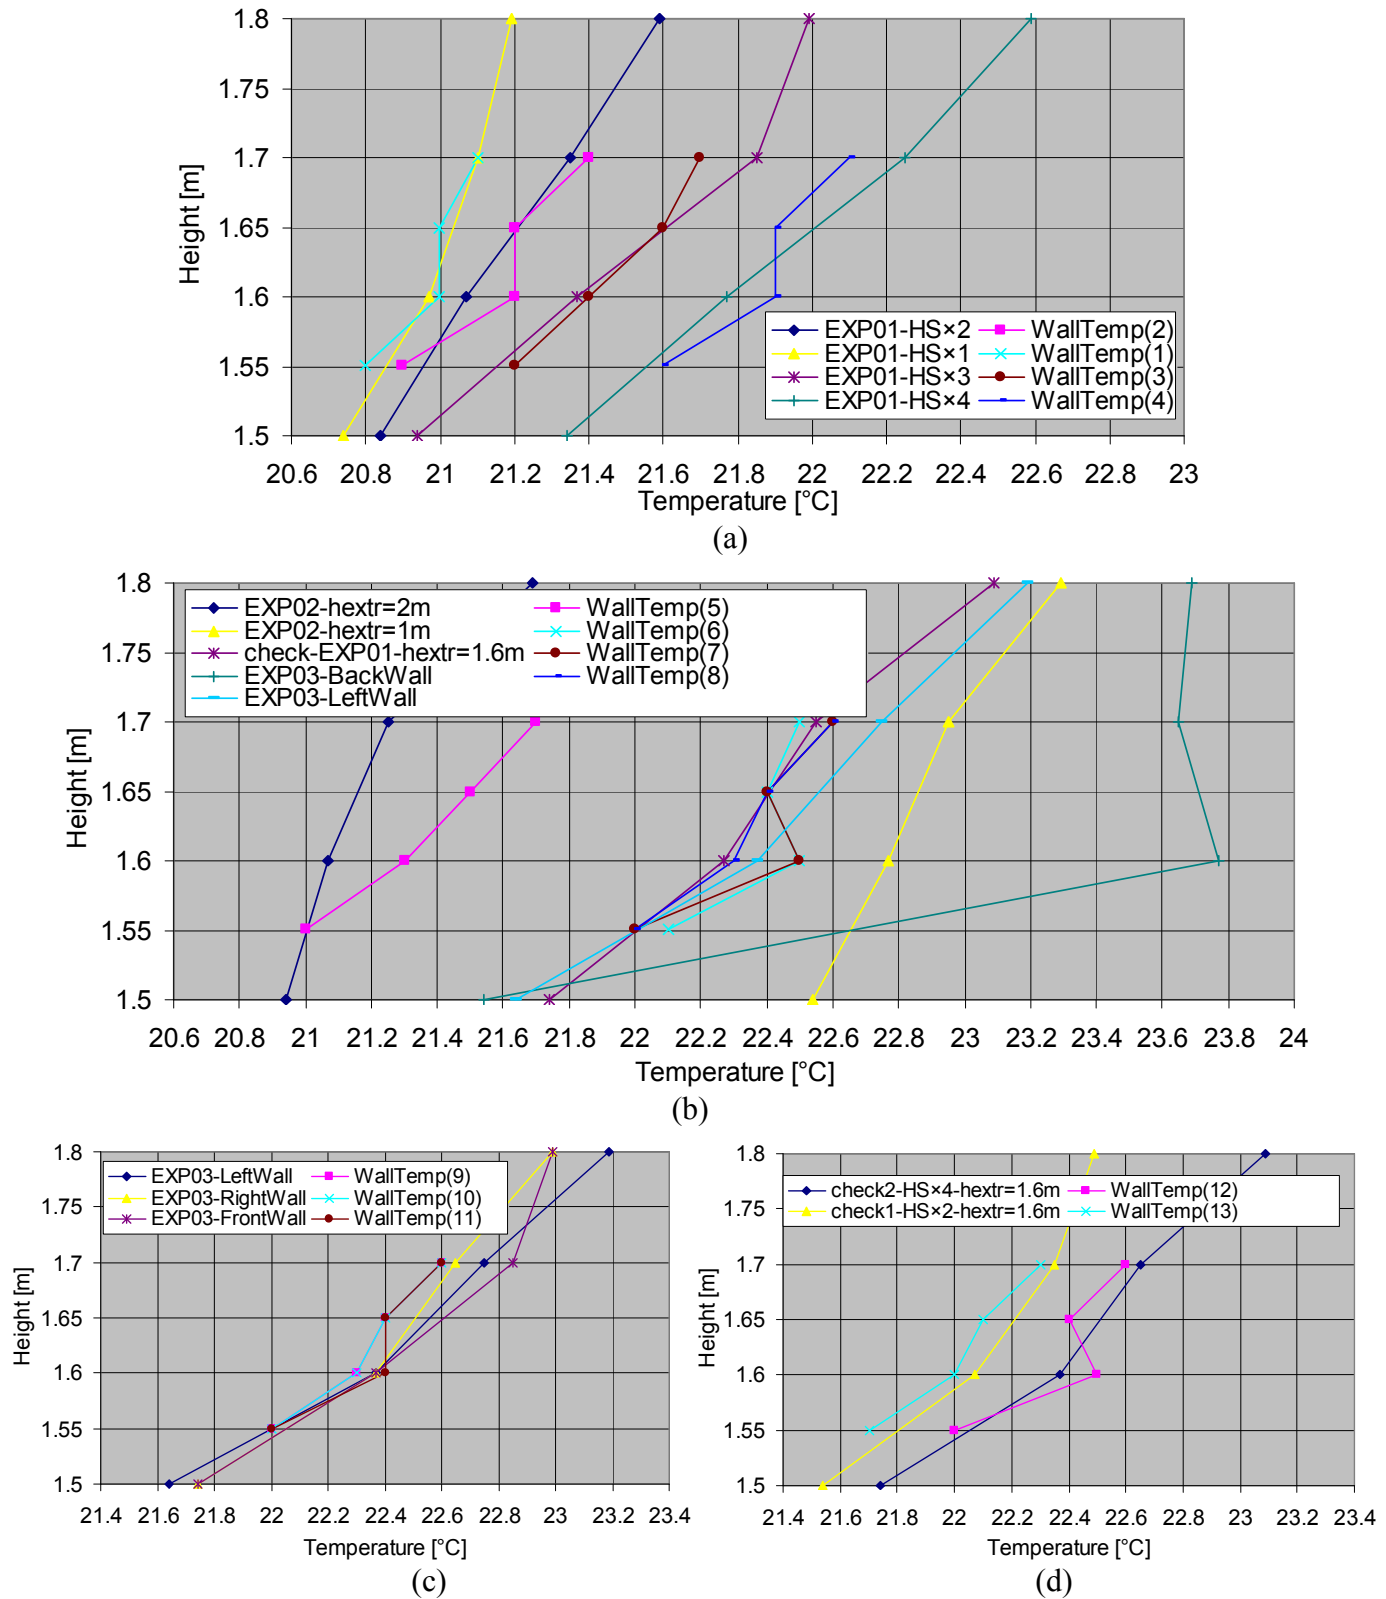 1.8
1.75
1.7
1.65
1.6
1.55
1.5
Height [m]
EXP01-HS×2 WallTemp(2)
EXP01-HS×1 WallTemp(1)
EXP01-HS×3 WallTemp(3)
EXP01-HS×4 WallTemp(4)
20.6 20.8 21 21.2 21.4 21.6 21.8 22 22.2 22.4 22.6 22.8 23
Temperature [°C]
(a)
1.8
1.75
1.7
1.65
1.6
1.55
1.5
Height [m]
EXP02-hextr=2m WallTemp(5)
EXP02-hextr=1m WallTemp(6)
check-EXP01-hextr=1.6m WallTemp(7)
EXP03-BackWall WallTemp(8)
EXP03-LeftWall
20.6 20.8 21 21.2 21.4 21.6 21.8 22 22.2 22.4 22.6 22.8 23 23.2 23.4 23.6 23.8 24
Temperature [°C]
(b)
1.8
1.75
1.7
1.65
1.6
1.55
1.5
Height [m]
EXP03-LeftWall WallTemp(9)
EXP03-RightWall WallTemp(10)
EXP03-FrontWall WallTemp(11)
21.4 21.6 21.8 22 22.2 22.4 22.6 22.8 23 23.2 23.4
Temperature [°C]
(c)
1.8
1.75
1.7
1.65
1.6
1.55
1.5
Height [m]
check2-HS×4-hextr=1.6m WallTemp(12)
check1-HS×2-hextr=1.6m WallTemp(13)
21.4 21.6 21.8 22 22.2 22.4 22.6 22.8 23 23.2 23.4
Temperature [°C]
(d)